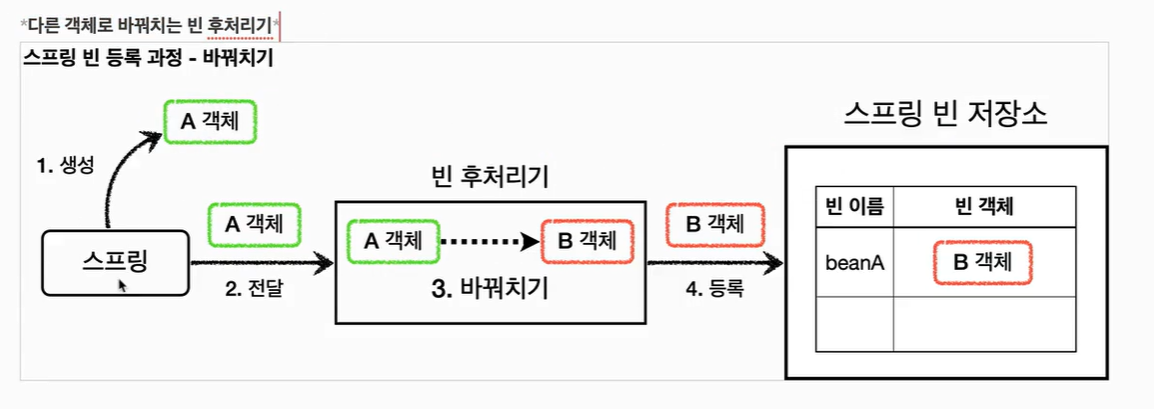 *다른 객체로 바꿔치는 빈 후처리기*
스프링 빈 등록 과정 - 바꿔치기
A 객체
1. 생성
스프링
A 객체
2. 전달
빈 후처리기
A 객체
B 객체
3. 바꿔치기
B 객체
4. 등록
스프링 빈 저장소
빈 이름 빈 객체
beanA B 객체